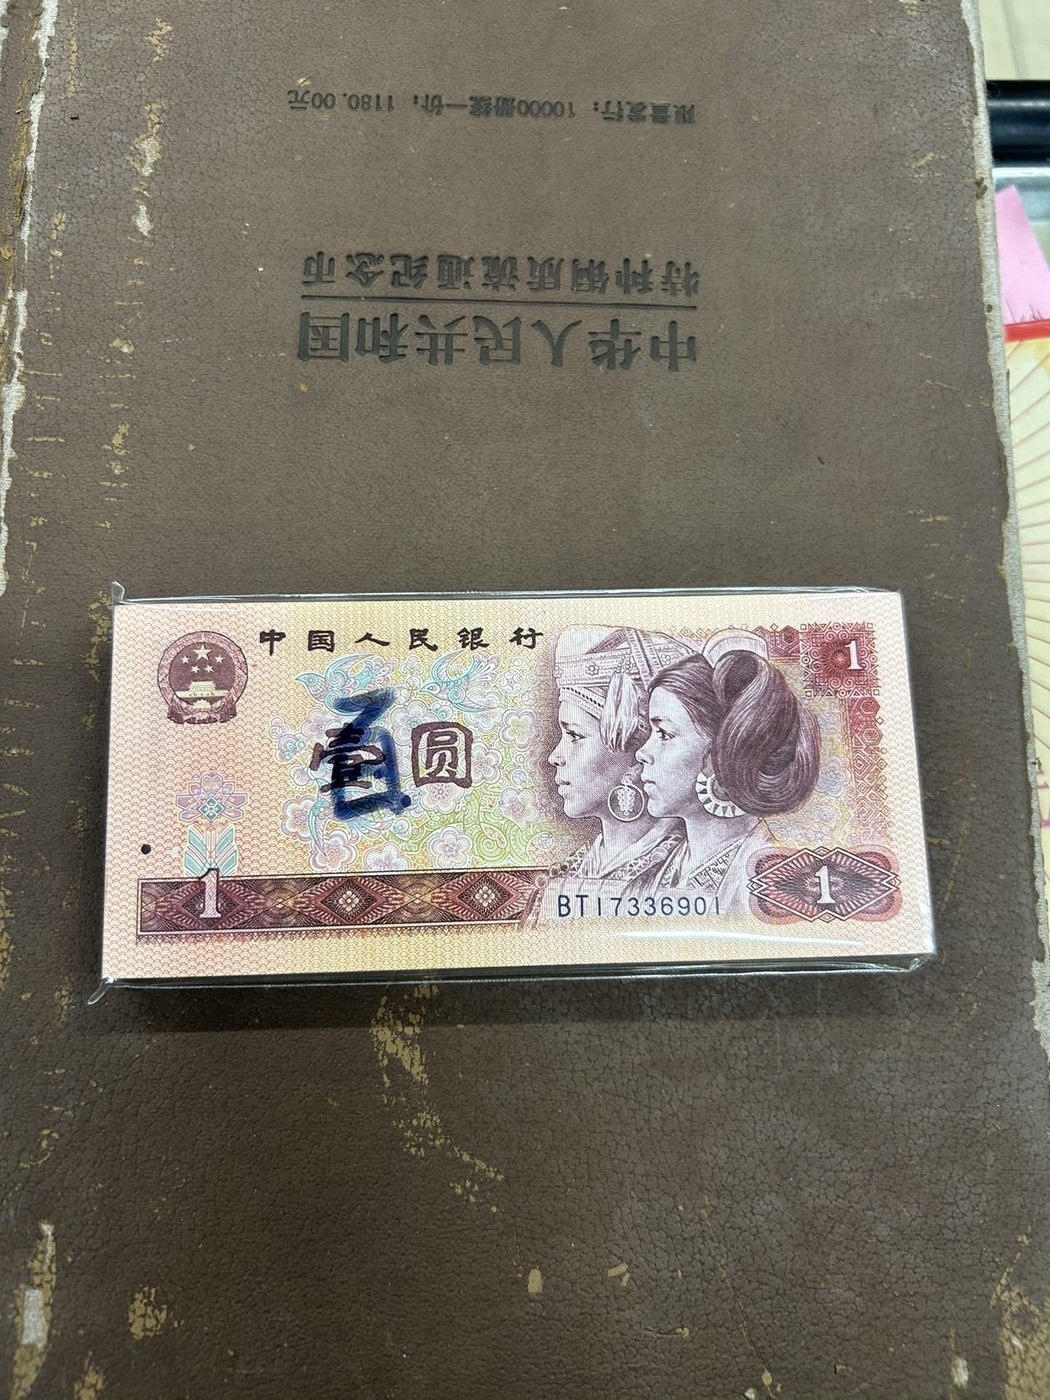 中华人民共和国
特种铜质流通纪念币
限量发行：10000册统一价：1180.00元
中国人民银行
1
壹圆
1
BT17336901
1